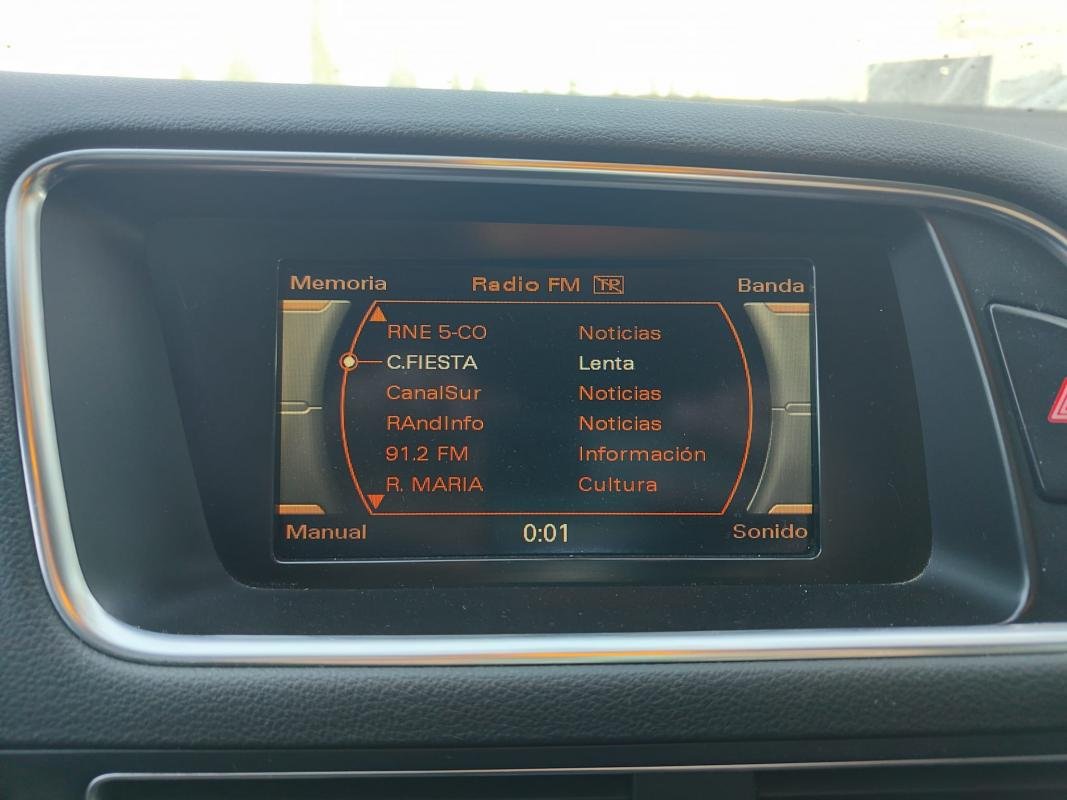 Memoria Radio FM TP Banda
RNE 5-CO Noticias
C.FIESTA Lenta
CanalSur Noticias
RAndInfo Noticias
91.2 FM Información
R. MARIA Cultura
Manual 0:01 Sonido